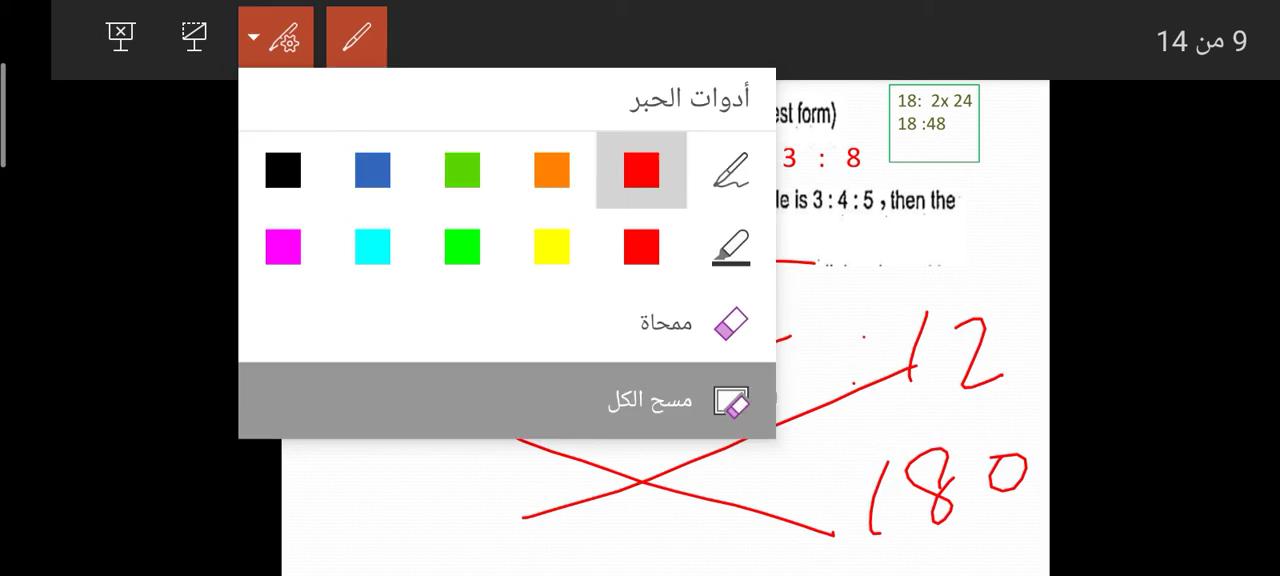 9 من 14
أدوات الحبر
ممحاة
مسح الكل
est form)
18: 2x 24
18 :48
3 : 8
le is 3 : 4 : 5 , then the
: 12
180